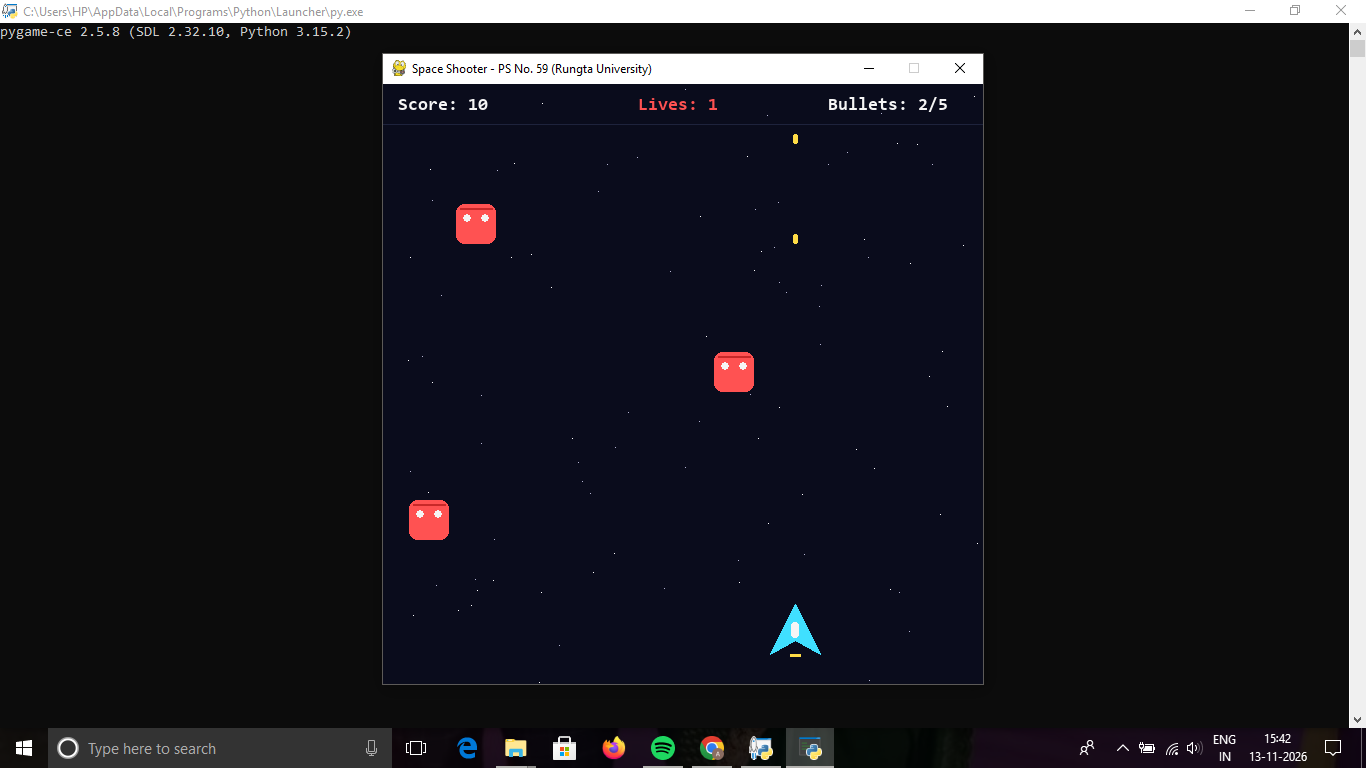 C:\Users\HP\AppData\Local\Programs\Python\Launcher\py.exe
pygame-ce 2.5.8 (SDL 2.32.10, Python 3.15.2)
Space Shooter - PS No. 59 (Rungta University)
Score: 10 Lives: 1 Bullets: 2/5
Type here to search
ENG 15:42
IN 13-11-2026